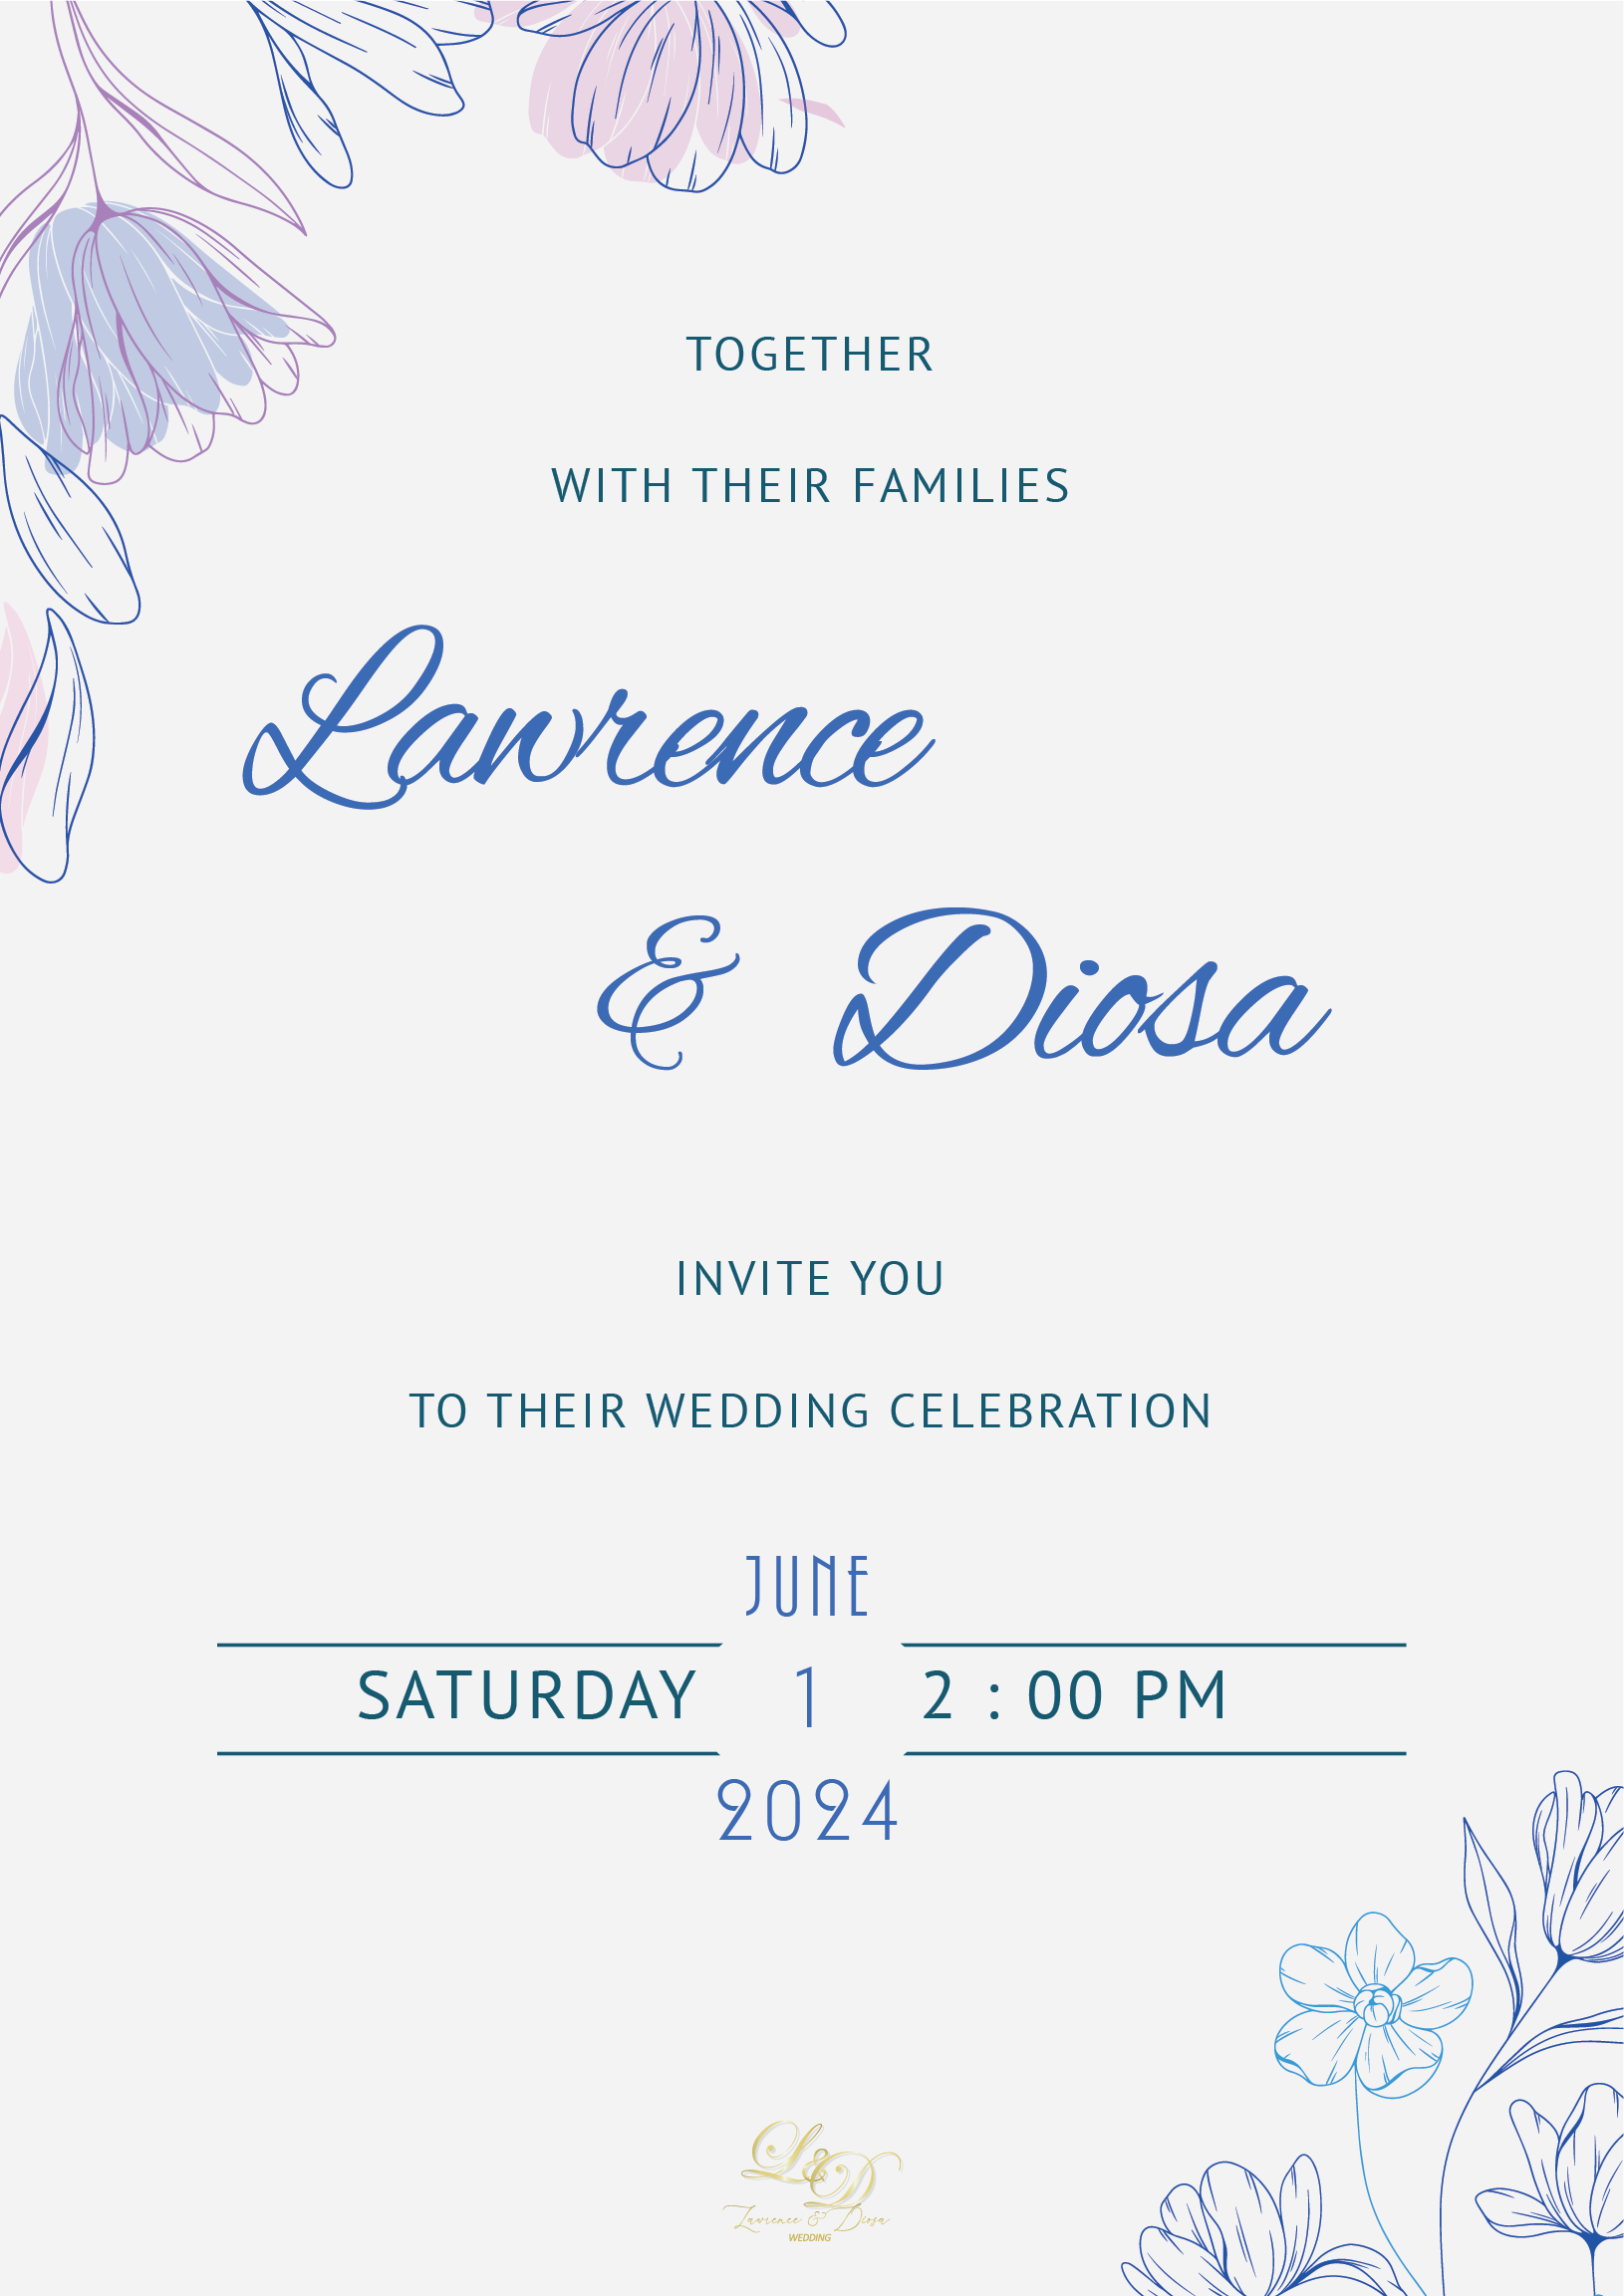 TOGETHER
WITH THEIR FAMILIES
Lawrence
& Diosa
INVITE YOU
TO THEIR WEDDING CELEBRATION
JUNE
SATURDAY 1 2 : 00 PM
2024
L&D
Lawrence & Diosa
WEDDING